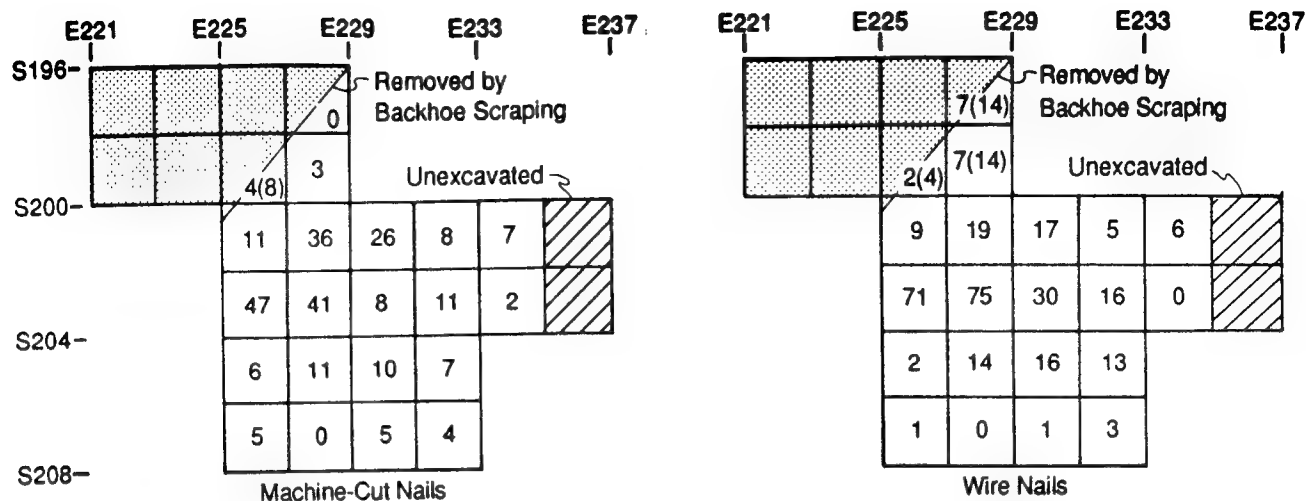 E221 E225 E229 E233 E237
S196
Removed by
Backhoe Scraping
0
3
4(8)
Unexcavated
S200
11 36 26 8 7
47 41 8 11 2
S204
6 11 10 7
5 0 5 4
S208
Machine-Cut Nails
E221 E225 E229 E233 E237
Removed by
Backhoe Scraping
7(14)
7(14)
2(4)
Unexcavated
9 19 17 5 6
71 75 30 16 0
2 14 16 13
1 0 1 3
Wire Nails